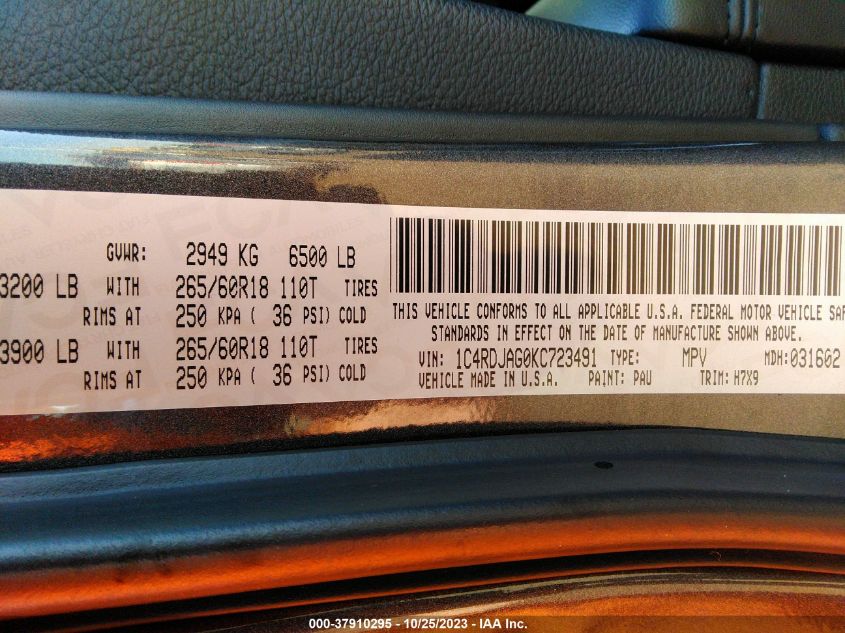 GVWR: 2949 KG 6500 LB
3200 LB WITH 265/60R18 110T TIRES
RIMS AT 250 KPA ( 36 PSI) COLD
3900 LB WITH 265/60R18 110T TIRES
RIMS AT 250 KPA ( 36 PSI) COLD
THIS VEHICLE CONFORMS TO ALL APPLICABLE U.S.A. FEDERAL MOTOR VEHICLE SAF
STANDARDS IN EFFECT ON THE DATE OF MANUFACTURE SHOWN ABOVE.
VIN: 1C4RDJAG0KC723491 TYPE: MPV MDH:031602
VEHICLE MADE IN U.S.A. PAINT: PAU TRIM: H7X9
000-37910295 - 10/25/2023 - IAA Inc.